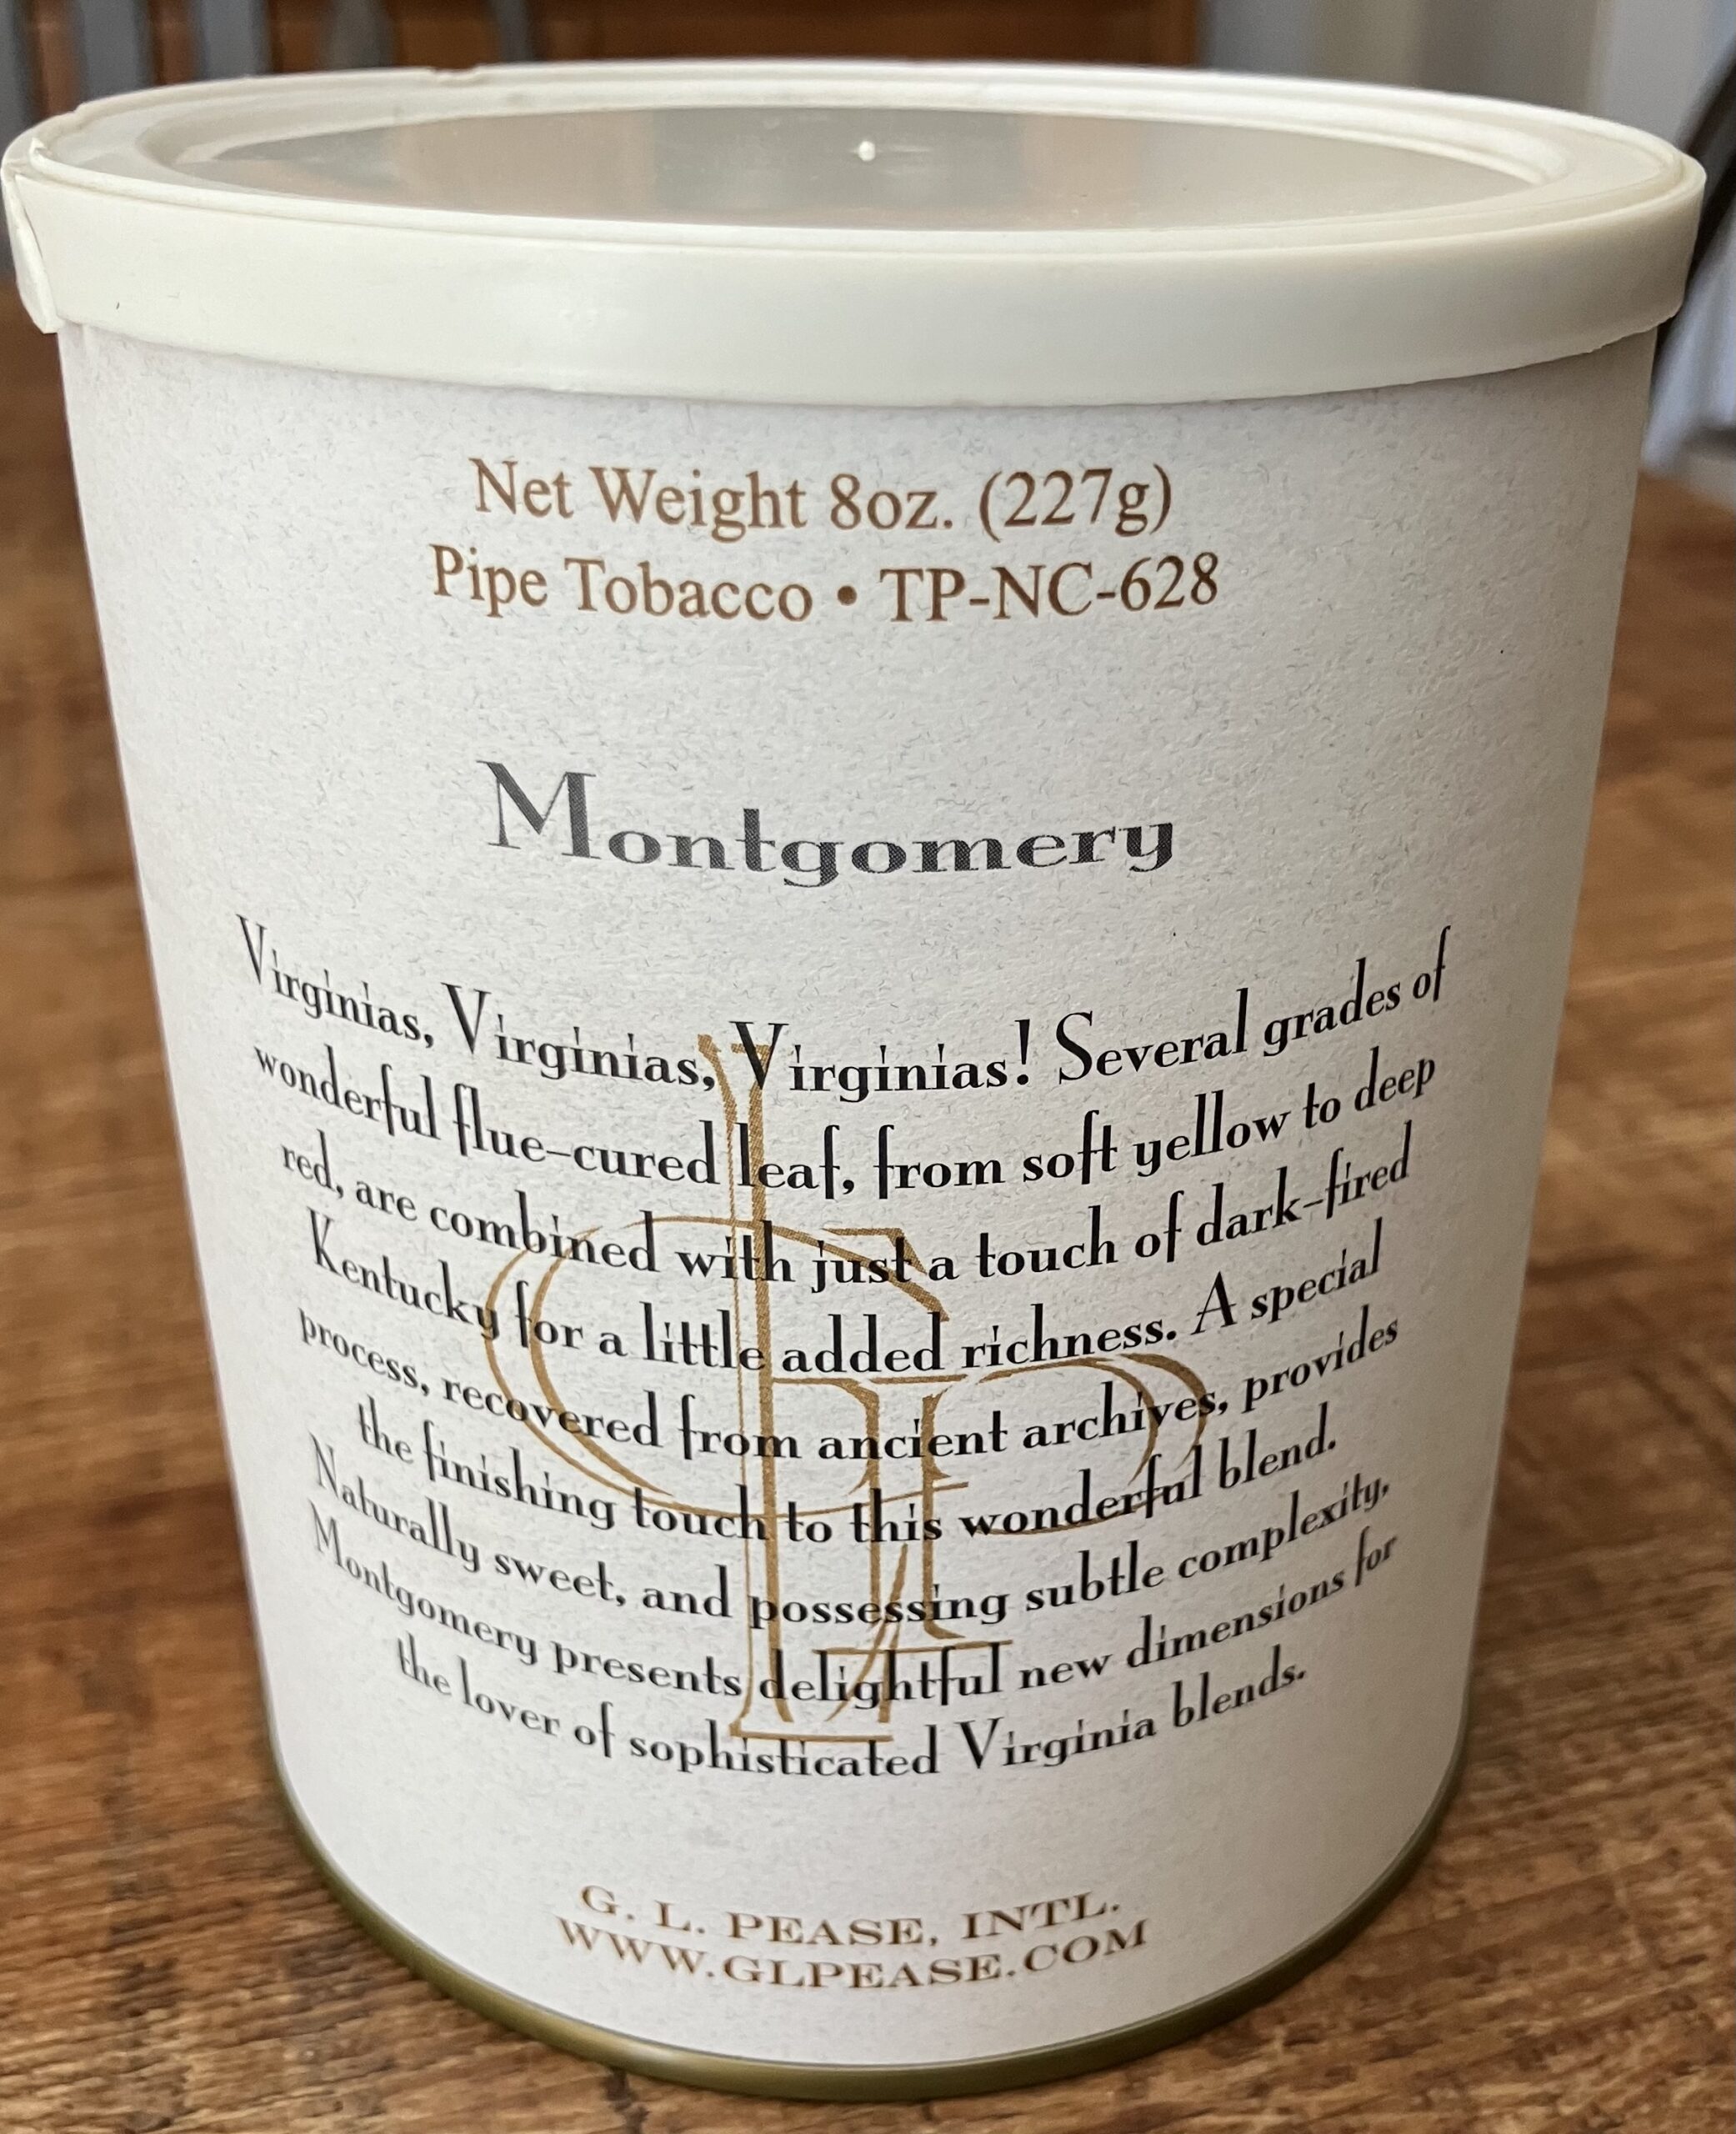 Net Weight 8oz. (227g)
Pipe Tobacco • TP-NC-628
Montgomery
Virginias, Virginias, Virginias! Several grades of
wonderful flue-cured leaf, from soft yellow to deep
red, are combined with just a touch of dark-fired
Kentucky for a little added richness. A special
process, recovered from ancient archives, provides
the finishing touch to this wonderful blend.
Naturally sweet, and possessing subtle complexity,
Montgomery presents delightful new dimensions for
the lover of sophisticated Virginia blends.
G. L. PEASE, INTL.
WWW.GLPEASE.COM